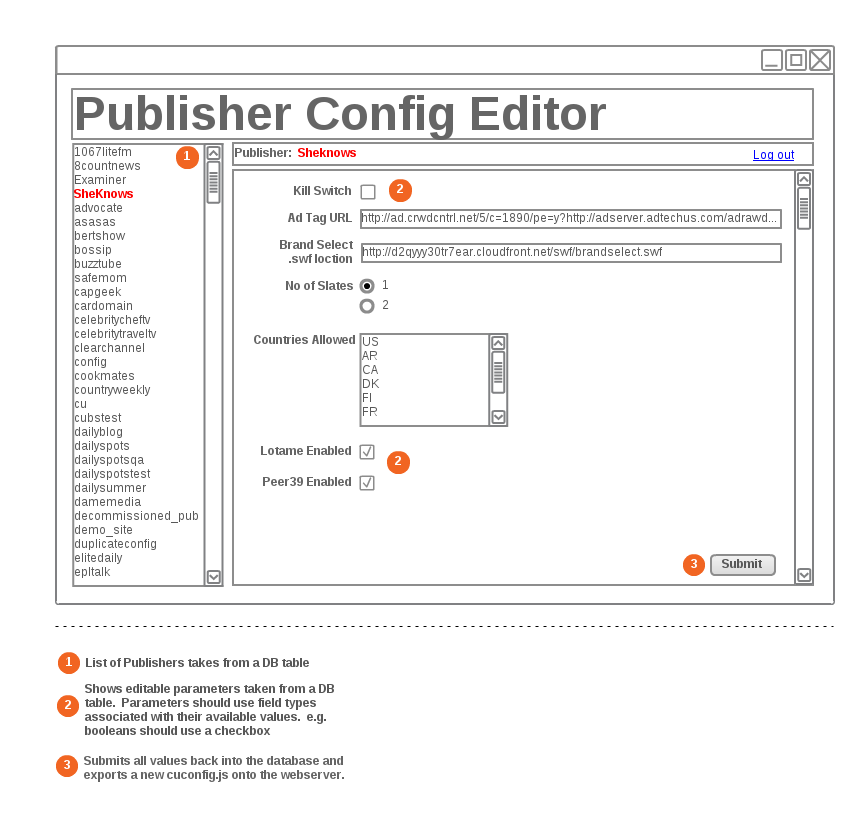 Publisher Config Editor
1067litefm
8countnews
Examiner
SheKnows
advocate
asasas
bertshow
bossip
buzztube
safemom
capgeek
cardomain
celebritycheftv
celebritytraveltv
clearchannel
config
cookmates
countryweekly
cu
cubstest
dailyblog
dailyspots
dailyspotsqa
dailyspotstest
dailysummer
damemedia
decommissioned_pub
demo_site
duplicateconfig
elitedaily
epltalk
1
Publisher: Sheknows
Log out
Kill Switch
2
Ad Tag URL http://ad.crwdcntrl.net/5/c=1890/pe=y?http://adserver.adtechus.com/adrawd...
Brand Select
.swf loction http://d2qyyy30tr7ear.cloudfront.net/swf/brandselect.swf
No of Slates 1
2
Countries Allowed
US
AR
CA
DK
FI
FR
Lotame Enabled
2
Peer39 Enabled
3 Submit
1 List of Publishers takes from a DB table
2
Shows editable parameters taken from a DB
table. Parameters should use field types
associated with their available values. e.g.
booleans should use a checkbox
3
Submits all values back into the database and
exports a new cuconfig.js onto the webserver.